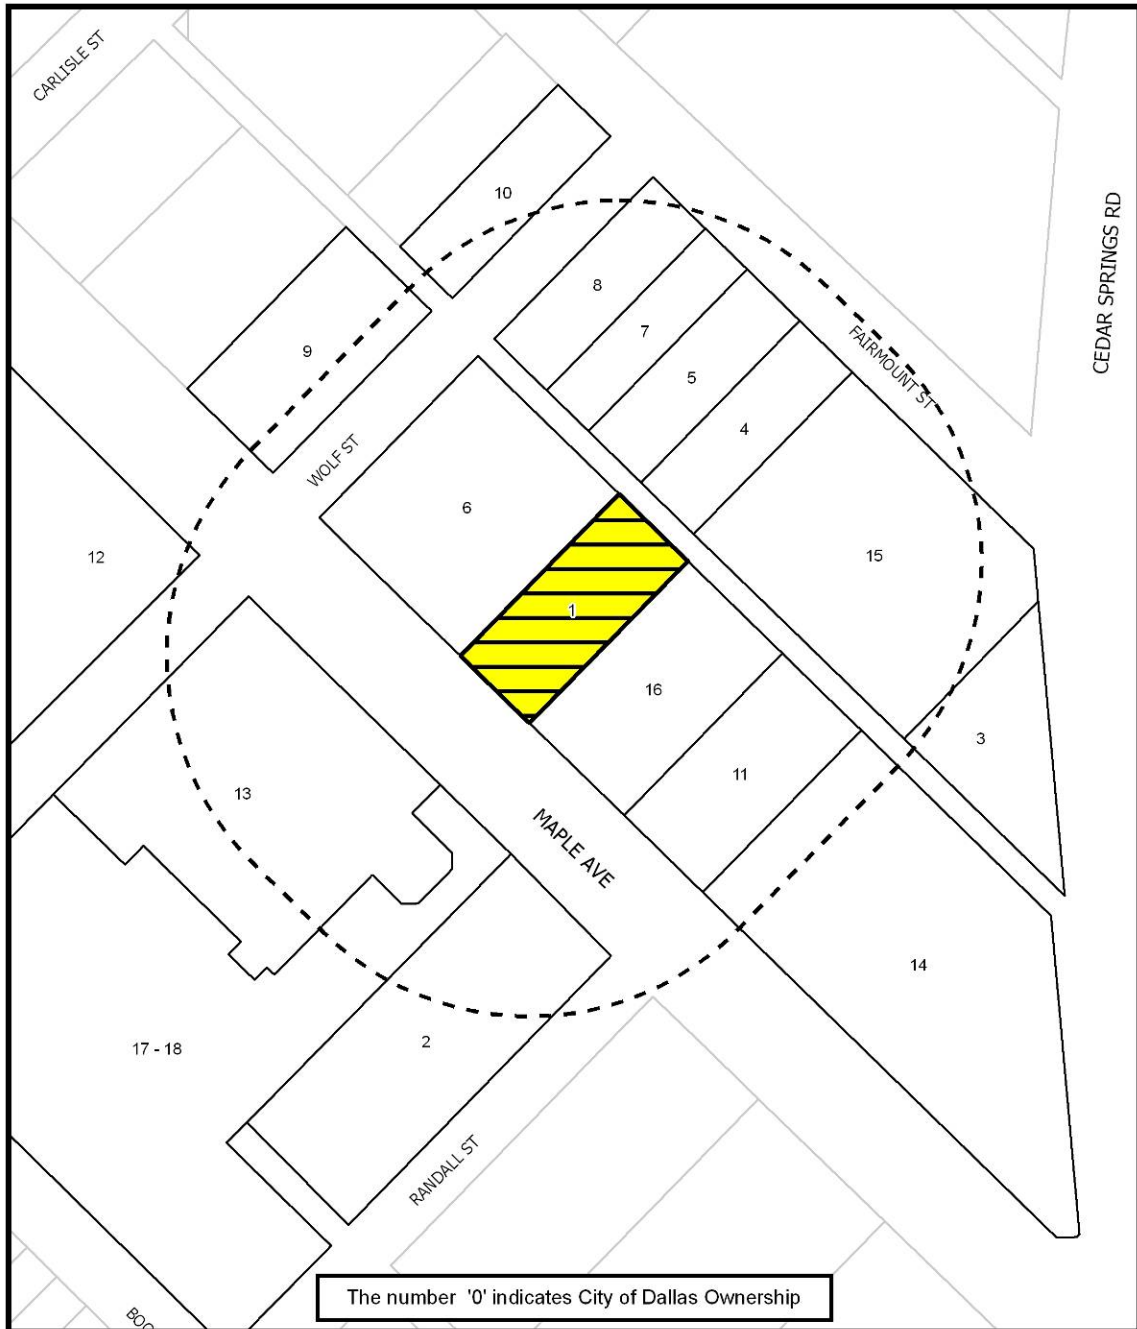 CARLISLE ST
10
CEDAR SPRINGS RD
8
7
9
FAIRMOUNT ST
5
4
WOLF ST
6
12
15
1
16
3
11
13
MAPLE AVE
14
2
17 - 18
RANDALL ST
The number '0' indicates City of Dallas Ownership